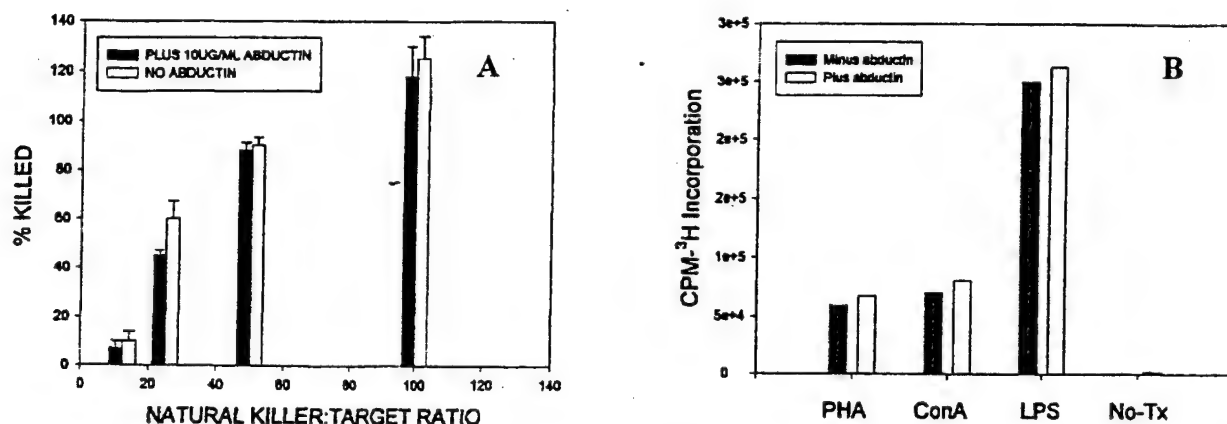 PLUS 10UG/ML ABDUCTIN
NO ABDUCTIN
A
% KILLED
140
120
100
80
60
40
20
0
0 20 40 60 80 100 120 140
NATURAL KILLER:TARGET RATIO
Minus abductin
Plus abductin
B
CPM-³H Incorporation
3e+5
3e+5
2e+5
2e+5
1e+5
5e+4
0
PHA ConA LPS No-Tx